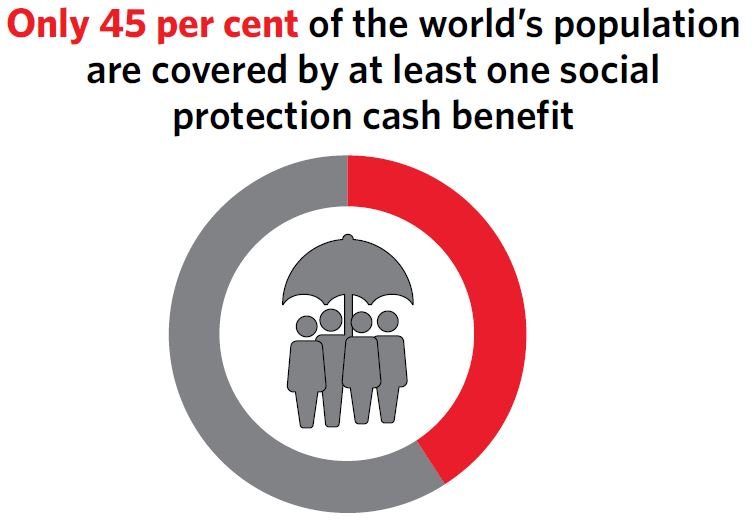 Only 45 per cent of the world's population
are covered by at least one social
protection cash benefit